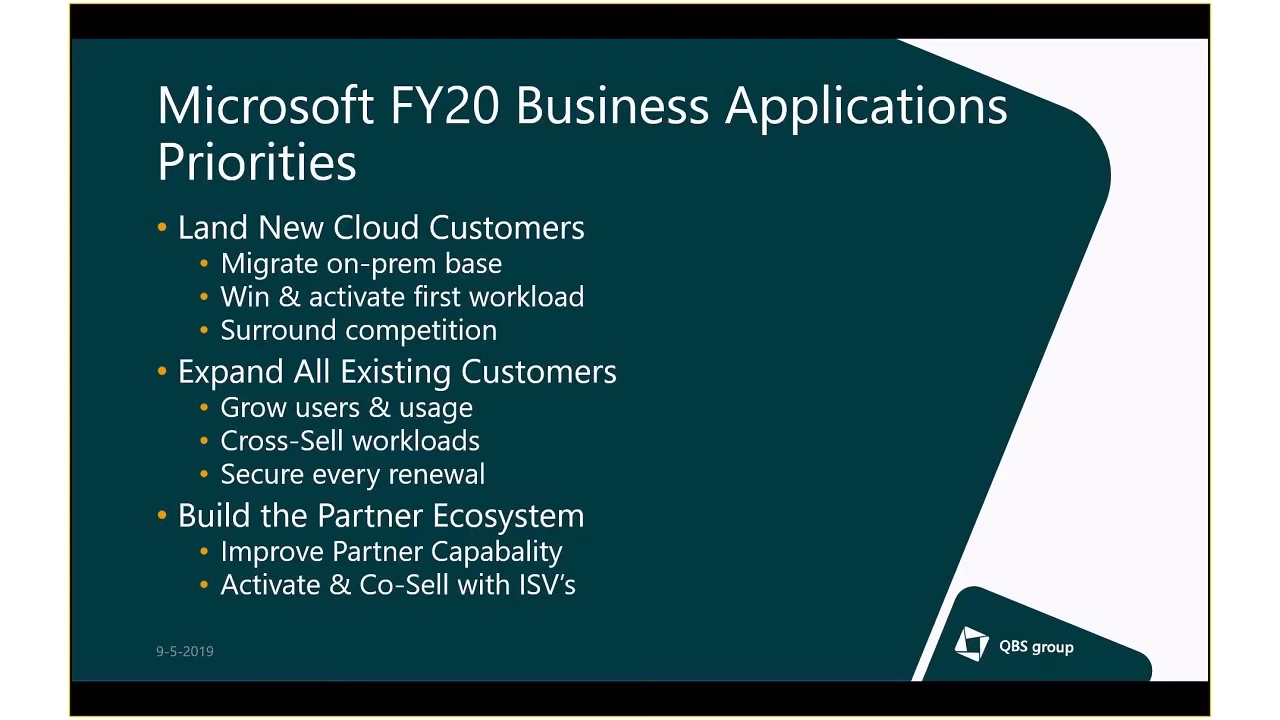 Microsoft FY20 Business Applications
Priorities
• Land New Cloud Customers
• Migrate on-prem base
• Win & activate first workload
• Surround competition
• Expand All Existing Customers
• Grow users & usage
• Cross-Sell workloads
• Secure every renewal
• Build the Partner Ecosystem
• Improve Partner Capabality
• Activate & Co-Sell with ISV's
9-5-2019
QBS group